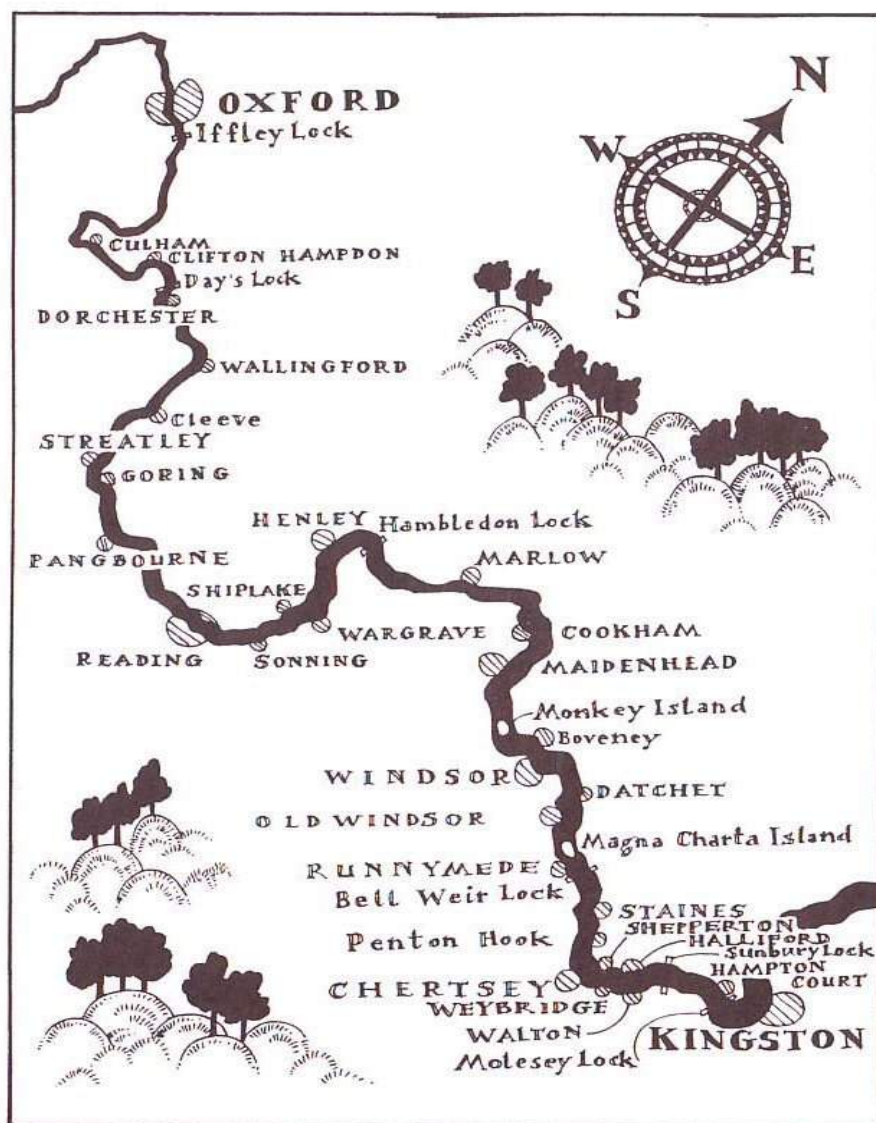 N
OXFORD
Iffley Lock
W
CULHAM
CLIFTON HAMPDON
E
Day's Lock
S
DORCHESTER
WALLINGFORD
Cleeve
STREATLEY
GORING
HENLEY
Hambledon Lock
PANGBOURNE
MARLOW
SHIPLAKE
WARGRAVE
COOKHAM
READING
SONNING
MAIDENHEAD
Monkey Island
Boveney
WINDSOR
DATCHET
OLD WINDSOR
Magna Charta Island
RUNNYMEDE
Bell Weir Lock
STAINES
SHEPPERTON
Penton Hook
HALLIFORD
Sunbury Lock
HAMPTON
COURT
CHERTSEY
WEYBRIDGE
WALTON
KINGSTON
Molesey Lock